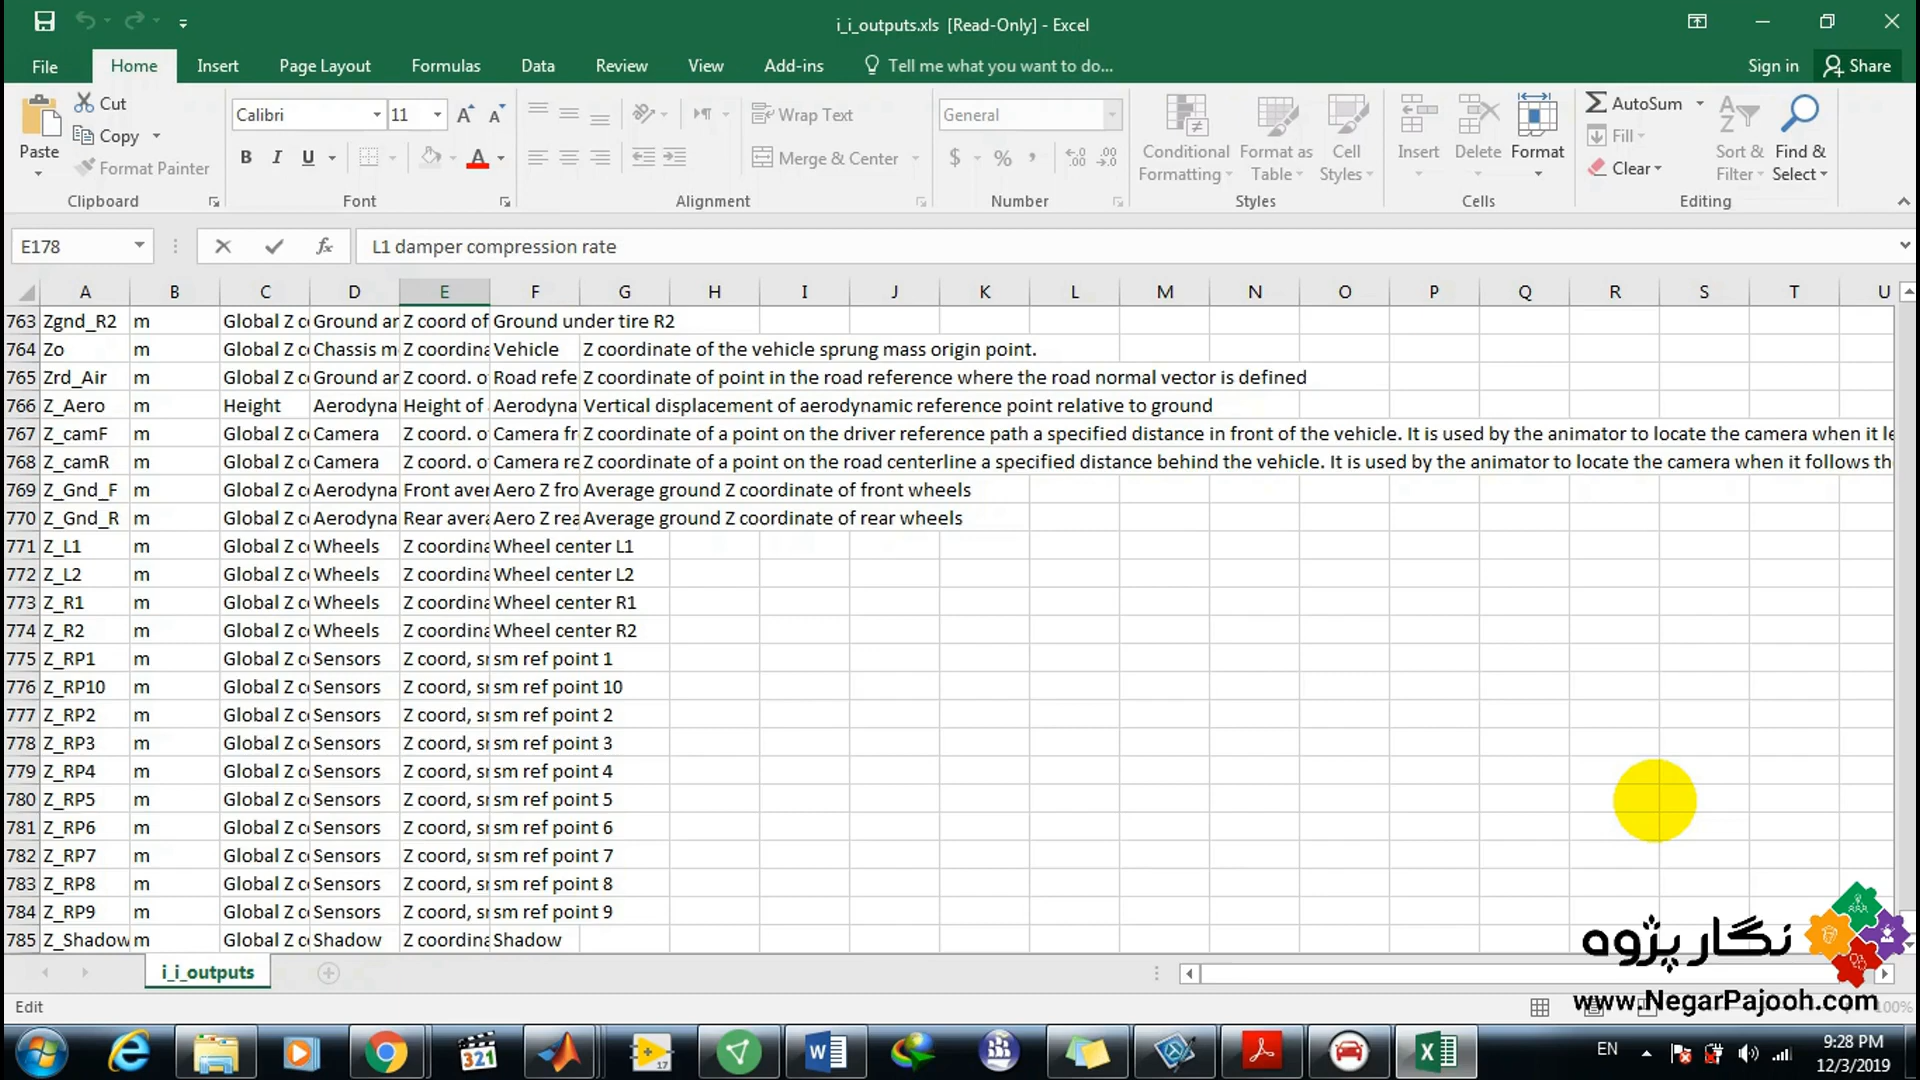 i_i_outputs.xls [Read-Only] - Excel
File Home Insert Page Layout Formulas Data Review View Add-ins Tell me what you want to do... Sign in Share
Paste Cut Copy Format Painter Clipboard
Calibri 11 B I U Font
Wrap Text Merge & Center Alignment
General $ % , Number
Conditional Formatting Format as Table Cell Styles Styles
Insert Delete Format Cells
AutoSum Fill Clear Sort & Filter Find & Select Editing
E178 fx L1 damper compression rate
A B C D E F G H I J K L M N O P Q R S T U
763 Zgnd_R2 m Global Z c Ground ar Z coord of Ground under tire R2
764 Zo m Global Z c Chassis m Z coordina Vehicle Z coordinate of the vehicle sprung mass origin point.
765 Zrd_Air m Global Z c Ground ar Z coord. o Road refe Z coordinate of point in the road reference where the road normal vector is defined
766 Z_Aero m Height Aerodyna Height of Aerodyna Vertical displacement of aerodynamic reference point relative to ground
767 Z_camF m Global Z c Camera Z coord. o Camera fr Z coordinate of a point on the driver reference path a specified distance in front of the vehicle. It is used by the animator to locate the camera when it le
768 Z_camR m Global Z c Camera Z coord. o Camera re Z coordinate of a point on the road centerline a specified distance behind the vehicle. It is used by the animator to locate the camera when it follows th
769 Z_Gnd_F m Global Z c Aerodyna Front aver Aero Z fro Average ground Z coordinate of front wheels
770 Z_Gnd_R m Global Z c Aerodyna Rear avera Aero Z rea Average ground Z coordinate of rear wheels
771 Z_L1 m Global Z c Wheels Z coordina Wheel center L1
772 Z_L2 m Global Z c Wheels Z coordina Wheel center L2
773 Z_R1 m Global Z c Wheels Z coordina Wheel center R1
774 Z_R2 m Global Z c Wheels Z coordina Wheel center R2
775 Z_RP1 m Global Z c Sensors Z coord, s sm ref point 1
776 Z_RP10 m Global Z c Sensors Z coord, s sm ref point 10
777 Z_RP2 m Global Z c Sensors Z coord, s sm ref point 2
778 Z_RP3 m Global Z c Sensors Z coord, s sm ref point 3
779 Z_RP4 m Global Z c Sensors Z coord, s sm ref point 4
780 Z_RP5 m Global Z c Sensors Z coord, s sm ref point 5
781 Z_RP6 m Global Z c Sensors Z coord, s sm ref point 6
782 Z_RP7 m Global Z c Sensors Z coord, s sm ref point 7
783 Z_RP8 m Global Z c Sensors Z coord, s sm ref point 8
784 Z_RP9 m Global Z c Sensors Z coord, s sm ref point 9
785 Z_Shadow m Global Z c Shadow Z coordina Shadow
نگار پژوه
i_i_outputs
www.NegarPajooh.com
Edit 100%
321
17
EN 9:28 PM
12/3/2019